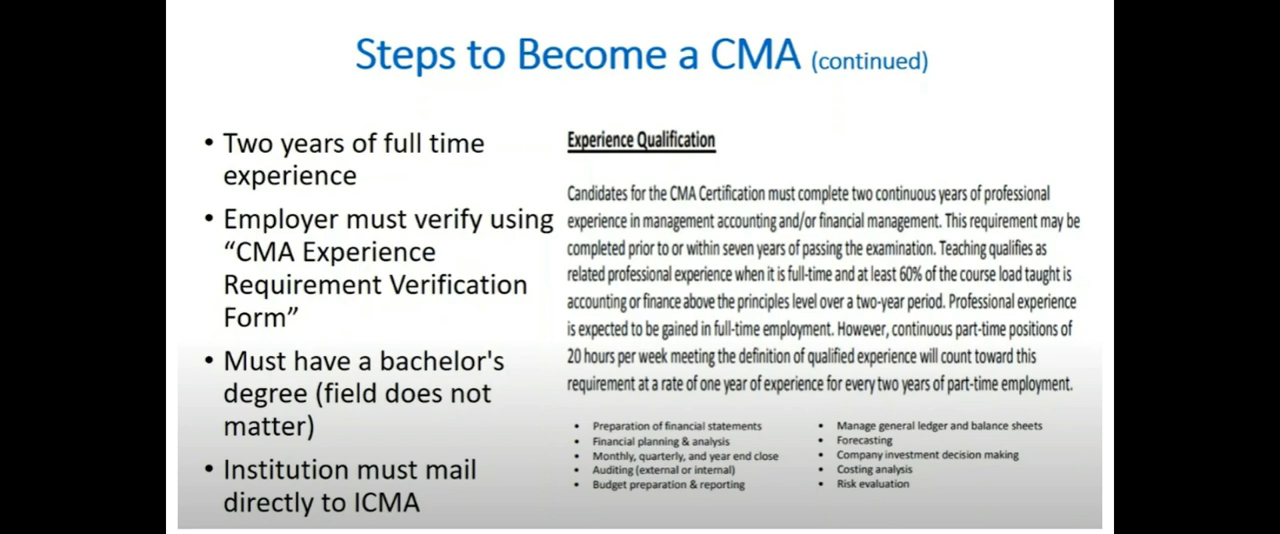 Steps to Become a CMA (continued)
• Two years of full time
experience
• Employer must verify using
“CMA Experience
Requirement Verification
Form”
• Must have a bachelor's
degree (field does not
matter)
• Institution must mail
directly to ICMA
Experience Qualification
Candidates for the CMA Certification must complete two continuous years of professional
experience in management accounting and/or financial management. This requirement may be
completed prior to or within seven years of passing the examination. Teaching qualifies as
related professional experience when it is full-time and at least 60% of the course load taught is
accounting or finance above the principles level over a two-year period. Professional experience
is expected to be gained in full-time employment. However, continuous part-time positions of
20 hours per week meeting the definition of qualified experience will count toward this
requirement at a rate of one year of experience for every two years of part-time employment.
• Preparation of financial statements
• Financial planning & analysis
• Monthly, quarterly, and year end close
• Auditing (external or internal)
• Budget preparation & reporting
• Manage general ledger and balance sheets
• Forecasting
• Company investment decision making
• Costing analysis
• Risk evaluation